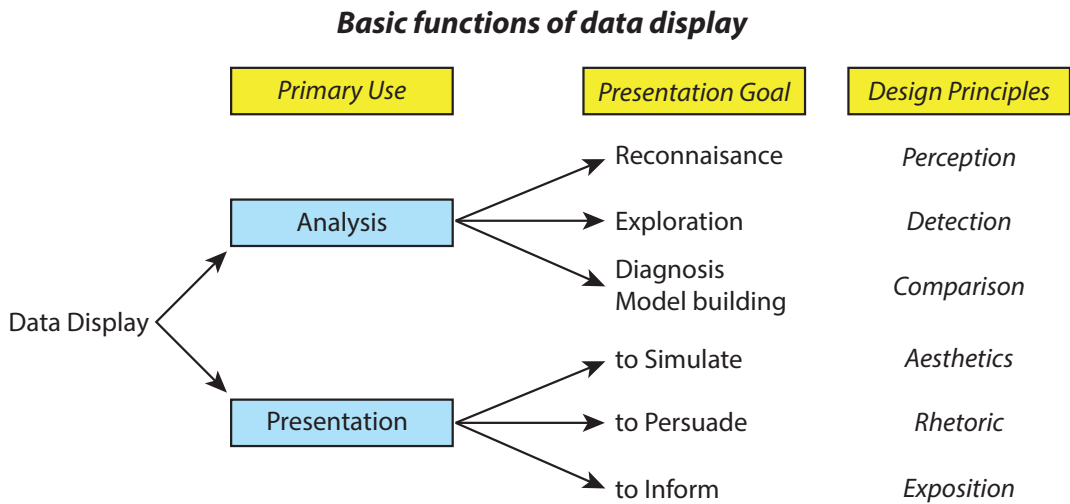 Basic functions of data display
Primary Use
Presentation Goal
Design Principles
Reconnaisance
Perception
Analysis
Exploration
Detection
Diagnosis
Model building
Comparison
Data Display
to Simulate
Aesthetics
Presentation
to Persuade
Rhetoric
to Inform
Exposition